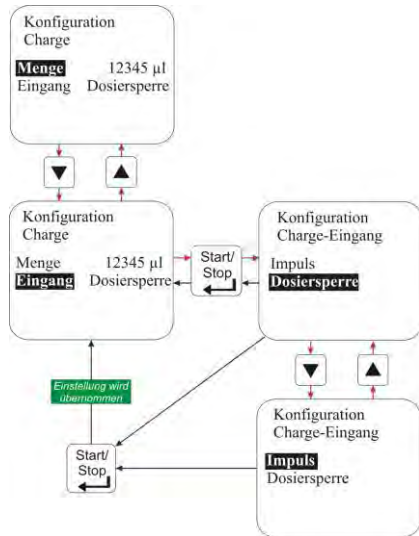 Konfiguration
Charge
Menge 12345 µl
Eingang Dosiersperre
Konfiguration
Charge
Menge 12345 µl
Eingang Dosiersperre
Start/
Stop
Konfiguration
Charge-Eingang
Impuls
Dosiersperre
Einstellung wird
übernommen
Start/
Stop
Konfiguration
Charge-Eingang
Impuls
Dosiersperre